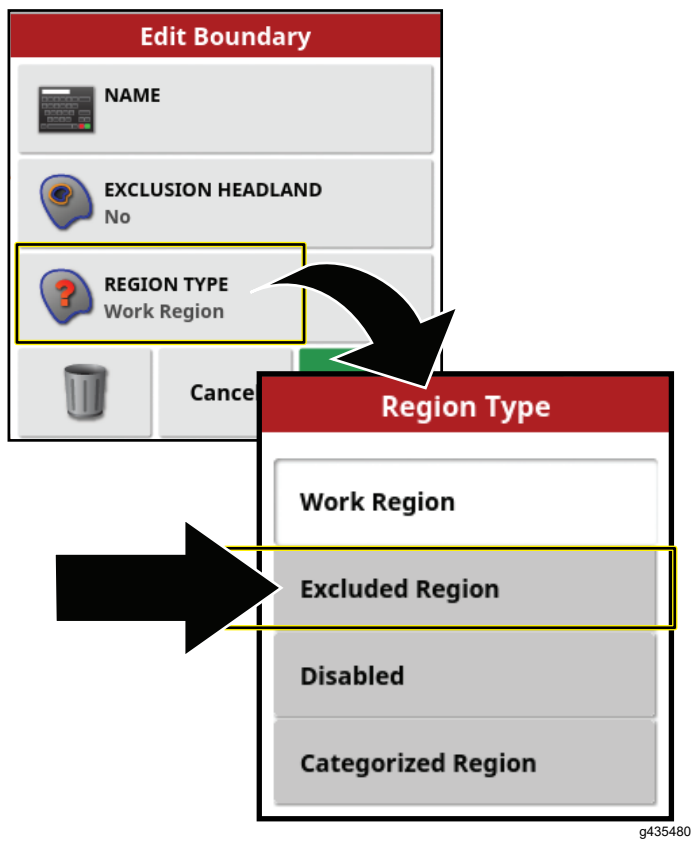 Edit Boundary
NAME
EXCLUSION HEADLAND
No
REGION TYPE
Work Region
Cance
Region Type
Work Region
Excluded Region
Disabled
Categorized Region
g435480